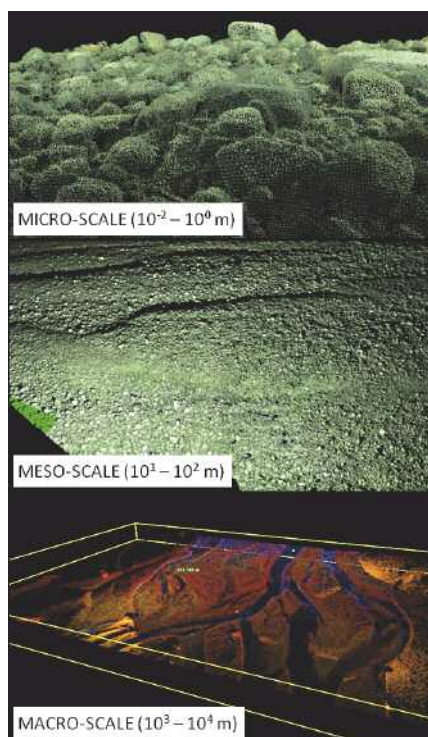 MICRO-SCALE (10⁻² – 10⁰ m)
MESO-SCALE (10¹ – 10² m)
MACRO-SCALE (10³ – 10⁴ m)